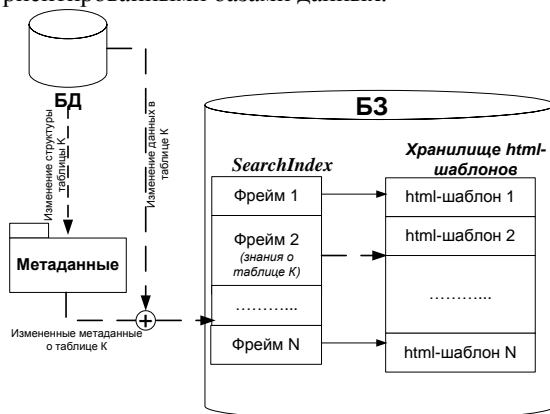 риентированными базами данных.
БД
Изменение структуры
таблицы К
Изменение данных в
таблице К
Метаданные
Измененные метаданные
о таблице К
+
БЗ
SearchIndex
Фрейм 1
Фрейм 2
(знания о
таблице К)
………...
Фрейм N
Хранилище html-
шаблонов
html-шаблон 1
html-шаблон 2
………...
html-шаблон N